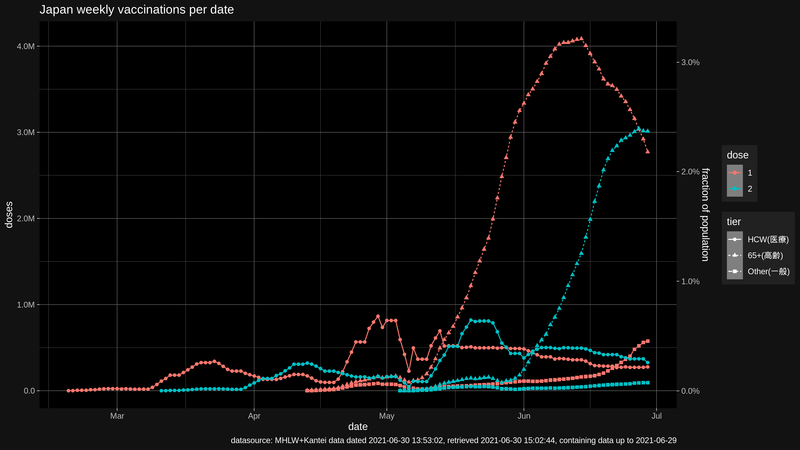 Japan weekly vaccinations per date
4.0M
3.0M
2.0M
1.0M
0.0
doses
3.0%
2.0%
1.0%
0.0%
fraction of population
Mar
Apr
May
Jun
Jul
date
dose
1
2
tier
HCW(医療)
65+(高齢)
Other(一般)
datasource: MHLW+Kantei data dated 2021-06-30 13:53:02, retrieved 2021-06-30 15:02:44, containing data up to 2021-06-29